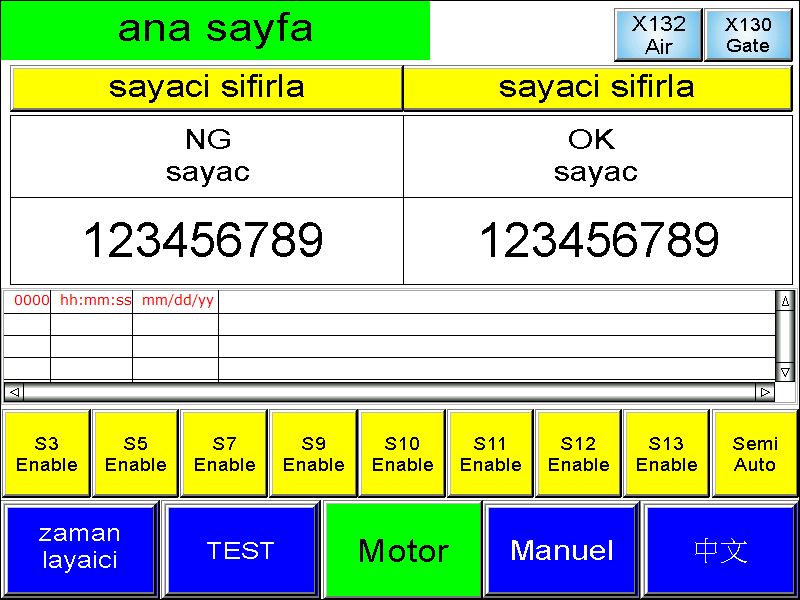 ana sayfa
X132
Air
X130
Gate
sayaci sifirla
sayaci sifirla
NG
sayac
OK
sayac
123456789
123456789
0000 hh:mm:ss mm/dd/yy
S3
Enable
S5
Enable
S7
Enable
S9
Enable
S10
Enable
S11
Enable
S12
Enable
S13
Enable
Semi
Auto
zaman
layaici
TEST
Motor
Manuel
中文